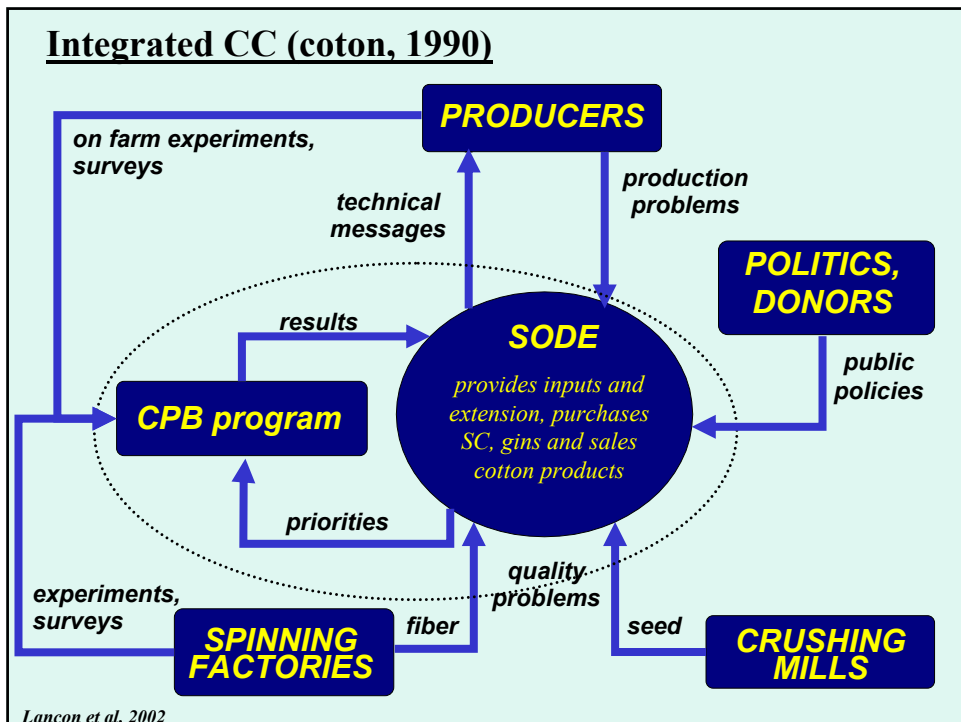 Integrated CC (coton, 1990)
PRODUCERS
on farm experiments,
surveys
technical
messages
production
problems
POLITICS,
DONORS
results
SODE
provides inputs and
extension, purchases
SC, gins and sales
cotton products
public
policies
CPB program
priorities
experiments,
surveys
quality
problems
SPINNING
FACTORIES
fiber
seed
CRUSHING
MILLS
Lançon et al. 2002